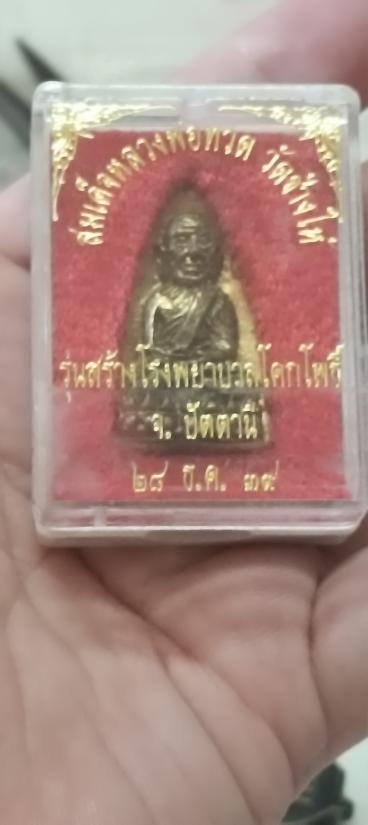 สมเด็จหลวงพ่อทวด วัดช้างให้
รุ่นสร้างโรงพยาบาลโคกโพธิ์
จ. ปัตตานี
๒๘ ธ.ค. ๓๙